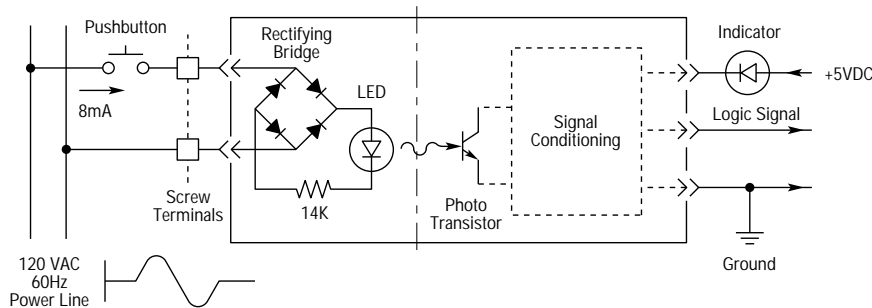 Pushbutton
8mA
Rectifying
Bridge
LED
14K
Screw
Terminals
120 VAC
60Hz
Power Line
Photo
Transistor
Signal
Conditioning
Indicator
+5VDC
Logic Signal
Ground